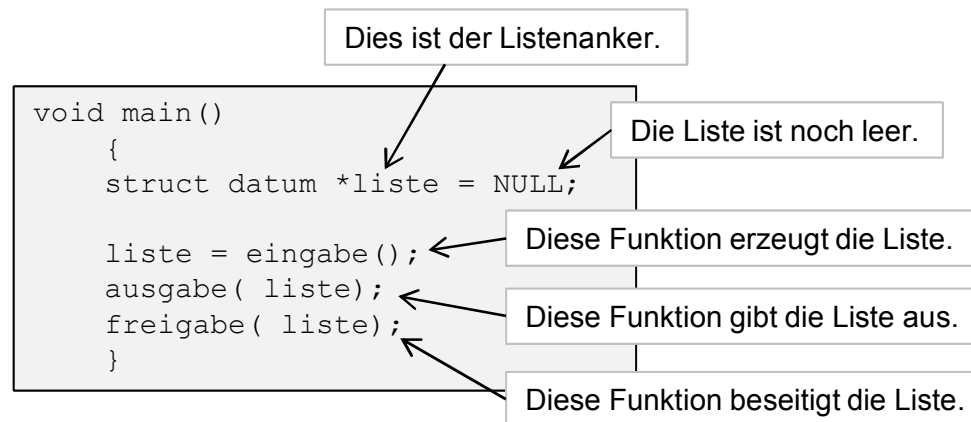 Dies ist der Listenanker.
void main()
{
Die Liste ist noch leer.
struct datum *liste = NULL;
liste = eingabe();
Diese Funktion erzeugt die Liste.
ausgabe( liste);
Diese Funktion gibt die Liste aus.
freigabe( liste);
}
Diese Funktion beseitigt die Liste.